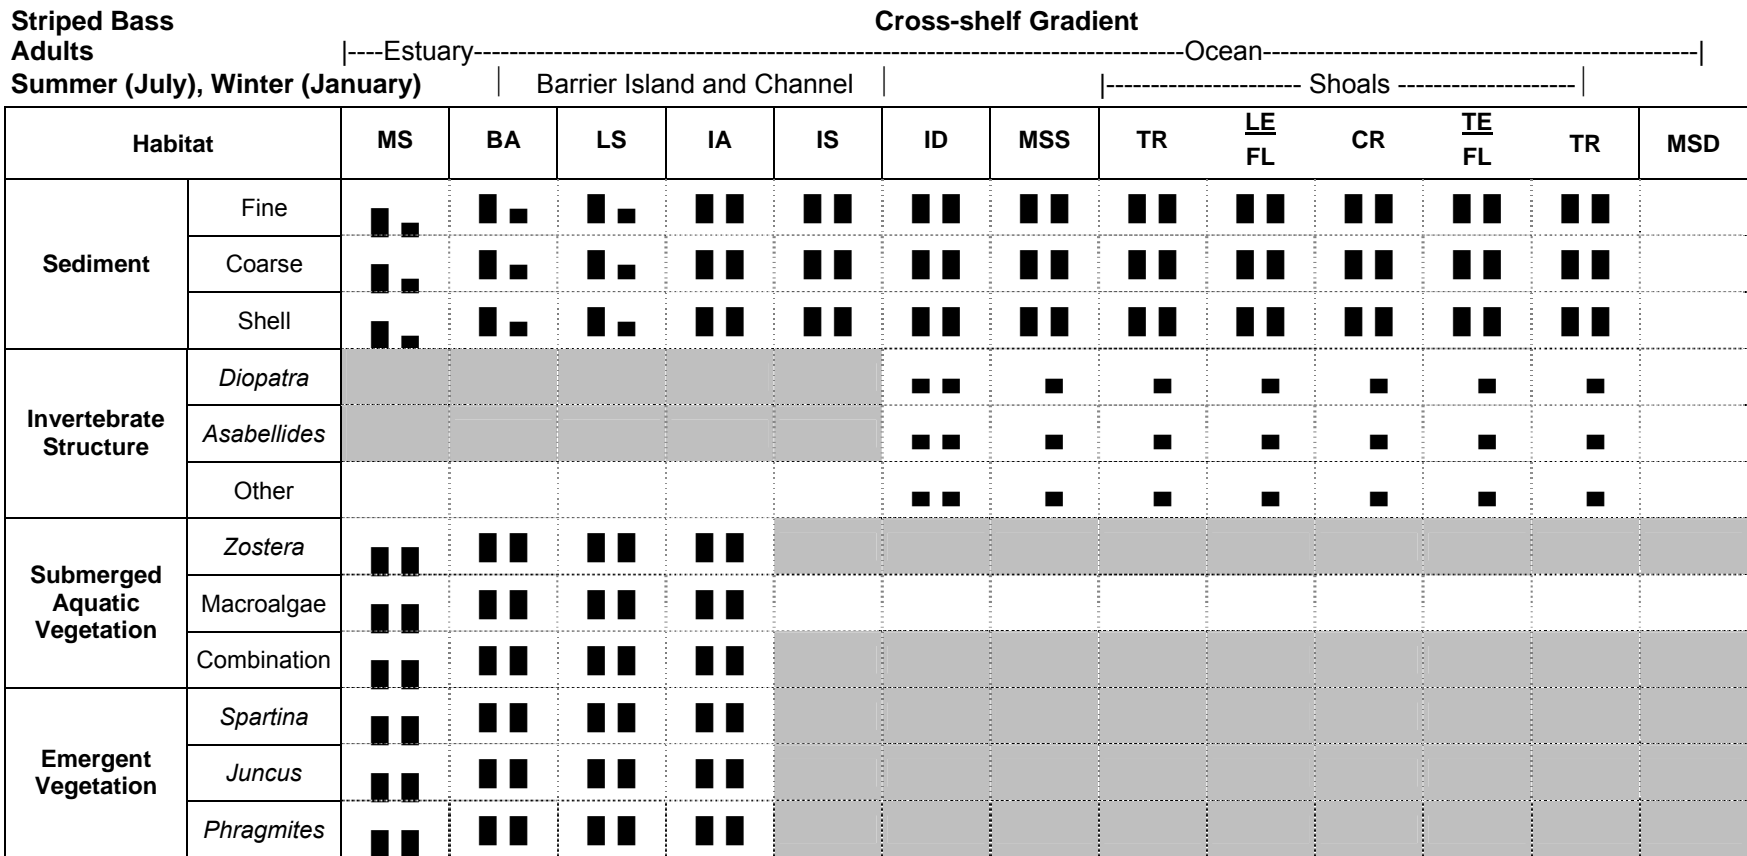 Striped Bass Cross-shelf Gradient
Adults |----Estuary--------------------------------------------------------------------------------Ocean-------------------------------------------------|
Summer (July), Winter (January) | Barrier Island and Channel | |---------------------- Shoals --------------------|
Habitat MS BA LS IA IS ID MSS TR LE FL CR TE FL TR MSD
Sediment
Fine
Coarse
Shell
Invertebrate
Structure
Diopatra
Asabellides
Other
Submerged
Aquatic
Vegetation
Zostera
Macroalgae
Combination
Emergent
Vegetation
Spartina
Juncus
Phragmites